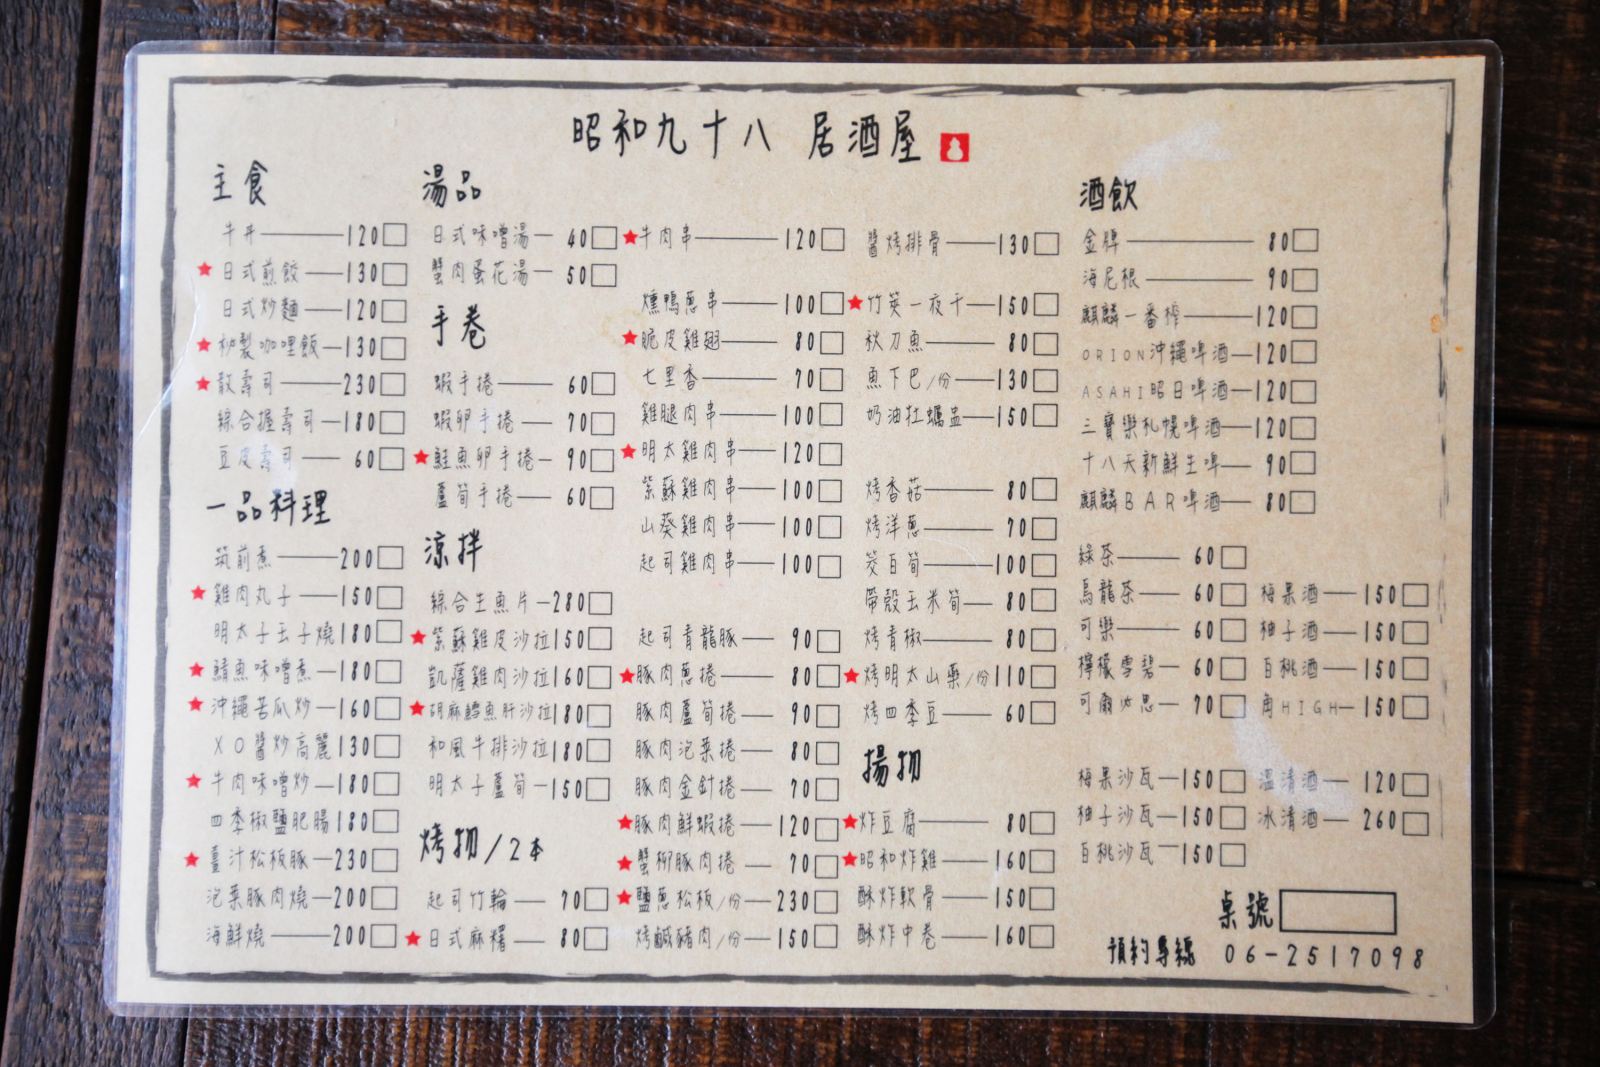 昭和九十八 居酒屋
主食
牛丼 120
★日式煎餃 130
日式炒麵 120
★秘製咖哩飯 130
★散壽司 230
綜合握壽司 180
豆皮壽司 60
一品料理
筑前煮 200
★雞肉丸子 150
明太子玉子燒 180
★鯖魚味噌煮 180
★沖繩苦瓜炒 160
XO醬炒高麗 130
★牛肉味噌炒 180
四季椒鹽肥腸 180
★薑汁松板豚 230
泡菜豚肉燒 200
海鮮燒 200
湯品
日式味噌湯 40
蟹肉蛋花湯 50
手卷
蝦手捲 60
蝦卵手捲 70
★鮭魚卵手捲 90
蘆筍手捲 60
涼拌
綜合生魚片 280
★紫蘇雞皮沙拉 150
凱薩雞肉沙拉 160
★胡麻鱈魚肝沙拉 180
和風牛排沙拉 180
明太子蘆筍 150
烤物/2本
起司竹輪 70
★日式麻糬 80
★牛肉串 120
燻鴨蔥串 100
★脆皮雞翅 80
七里香 70
雞腿肉串 100
★明太雞肉串 120
紫蘇雞肉串 100
山葵雞肉串 100
起司雞肉串 100
起司青龍豚 90
★豚肉蔥捲 80
豚肉蘆筍捲 90
豚肉泡菜捲 80
豚肉金針捲 70
★豚肉鮮蝦捲 120
★蟹柳豚肉捲 70
★鹽蔥松板/份 230
烤鹹豬肉/份 150
醬烤排骨 130
★竹筴一夜干 150
秋刀魚 80
魚下巴/份 130
奶油牡蠣盅 150
烤香菇 80
烤洋蔥 70
筊白筍 100
帶殼玉米筍 80
烤青椒 80
★烤明太山藥/份 110
烤四季豆 60
揚物
★炸豆腐 80
★昭和炸雞 160
酥炸軟骨 150
酥炸中卷 160
酒飲
金牌 80
海尼根 90
麒麟一番榨 120
ORION沖繩啤酒 120
ASAHI昭日啤酒 120
三寶樂札幌啤酒 120
十八天新鮮生啤 90
麒麟BAR啤酒 80
綠茶 60
烏龍茶 60
可樂 60
檸檬雪碧 60
可爾必思 70
梅果酒 150
柚子酒 150
白桃酒 150
角HIGH 150
梅果沙瓦 150
柚子沙瓦 150
白桃沙瓦 150
溫清酒 120
冰清酒 260
桌號
預約專線 06-2517098